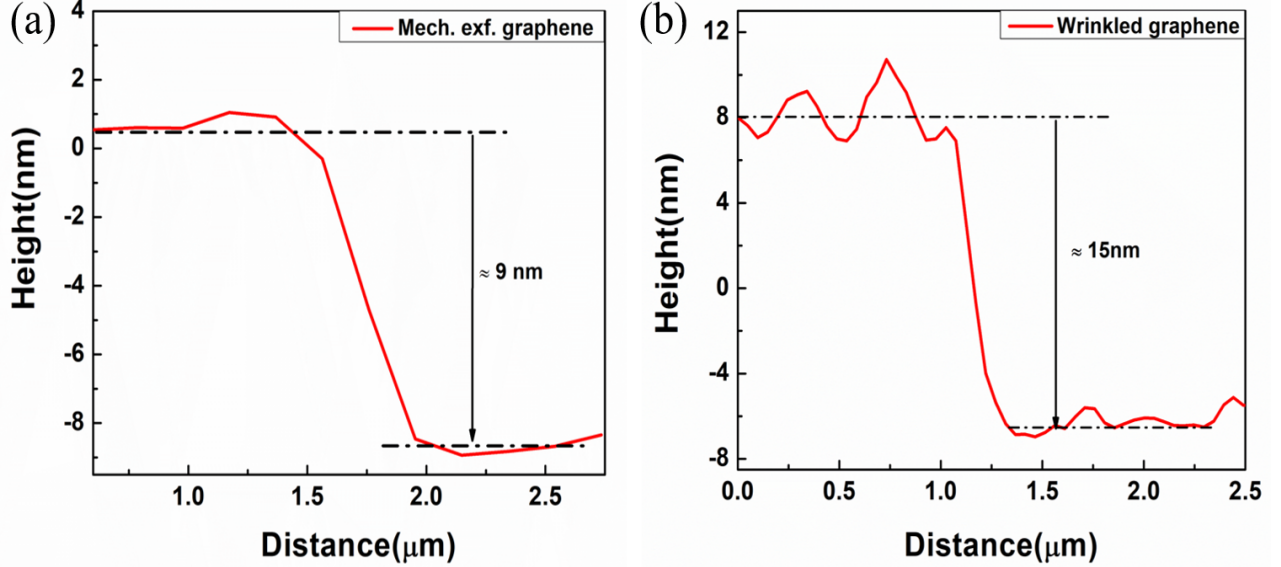 (a)
Mech. exf. graphene
4
2
0
-2
-4
-6
-8
Height(nm)
≈ 9 nm
1.0 1.5 2.0 2.5
Distance(μm)
(b)
Wrinkled graphene
12
8
4
0
-4
-8
Height(nm)
≈ 15nm
0.0 0.5 1.0 1.5 2.0 2.5
Distance(μm)